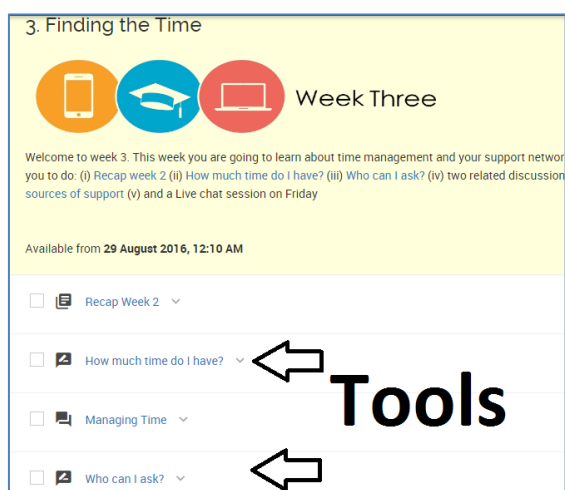 3. Finding the Time
Week Three
Welcome to week 3. This week you are going to learn about time management and your support networ
you to do: (i) Recap week 2 (ii) How much time do I have? (iii) Who can I ask? (iv) two related discussion
sources of support (v) and a Live chat session on Friday
Available from 29 August 2016, 12:10 AM
Recap Week 2
How much time do I have?
Tools
Managing Time
Who can I ask?